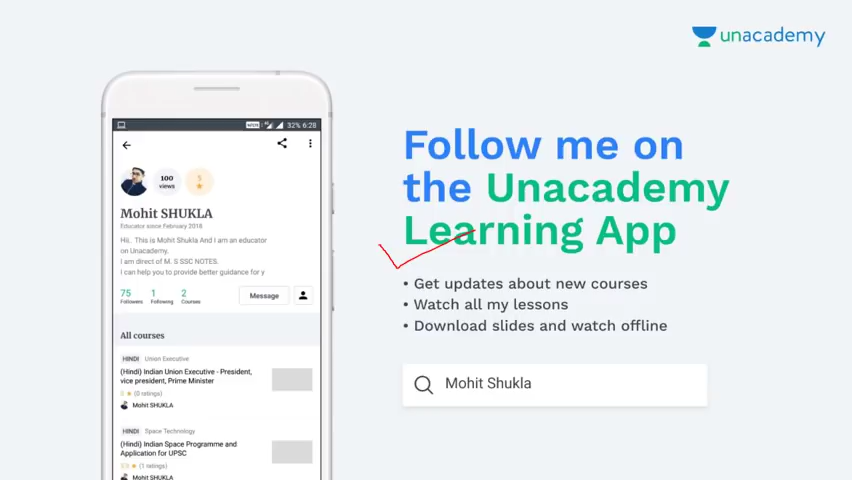 unacademy
32% 6:28
100
views
5
Mohit SHUKLA
Educator since February 2018
Hii, This is Mohit Shukla And I am an educator
on Unacademy.
I am direct of M. S SSC NOTES.
I can help you to provide better guidance for y
75 1 2
Followers Following Courses
Message
All courses
HINDI Union Executive
(Hindi) Indian Union Executive - President,
vice president, Prime Minister
(0 ratings)
Mohit SHUKLA
HINDI Space Technology
(Hindi) Indian Space Programme and
Application for UPSC
(1 ratings)
Mohit SHUKLA
Follow me on
the Unacademy
Learning App
• Get updates about new courses
• Watch all my lessons
• Download slides and watch offline
Mohit Shukla